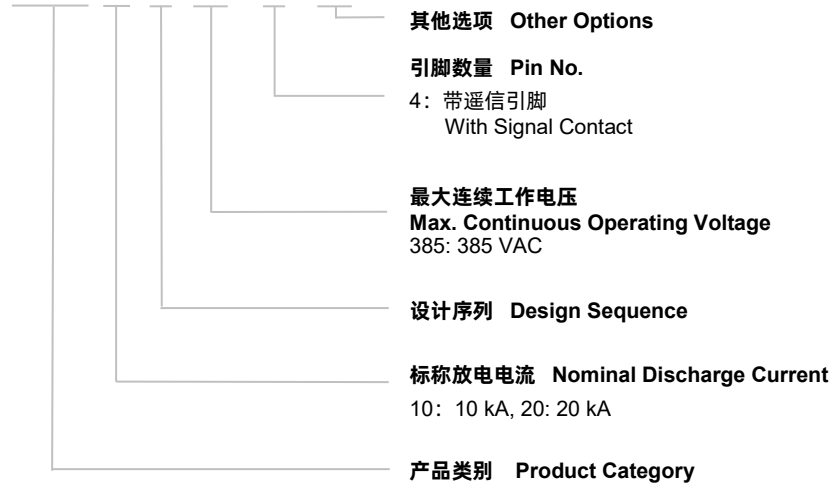 其他选项 Other Options
引脚数量 Pin No.
4：带遥信引脚
With Signal Contact
最大连续工作电压
Max. Continuous Operating Voltage
385: 385 VAC
设计序列 Design Sequence
标称放电电流 Nominal Discharge Current
10：10 kA, 20: 20 kA
产品类别 Product Category